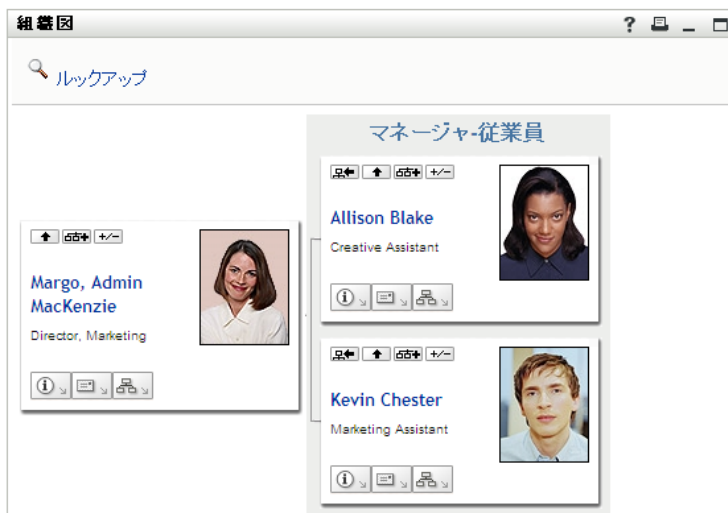 組織図
?
ルックアップ
マネージャ-従業員
+/−
Allison Blake
Creative Assistant
+/−
Margo, Admin
MacKenzie
Director, Marketing
+/−
Kevin Chester
Marketing Assistant